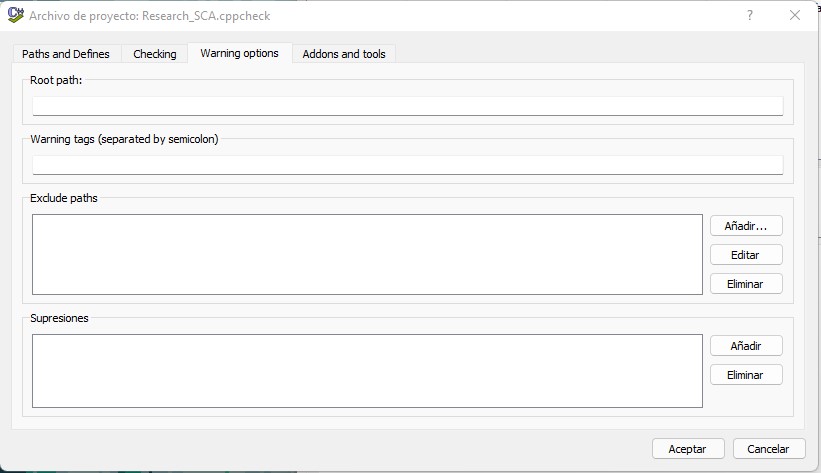 Archivo de proyecto: Research_SCA.cppcheck
Paths and Defines Checking Warning options Addons and tools
Root path:
Warning tags (separated by semicolon)
Exclude paths
Añadir...
Editar
Eliminar
Supresiones
Añadir
Eliminar
Aceptar Cancelar